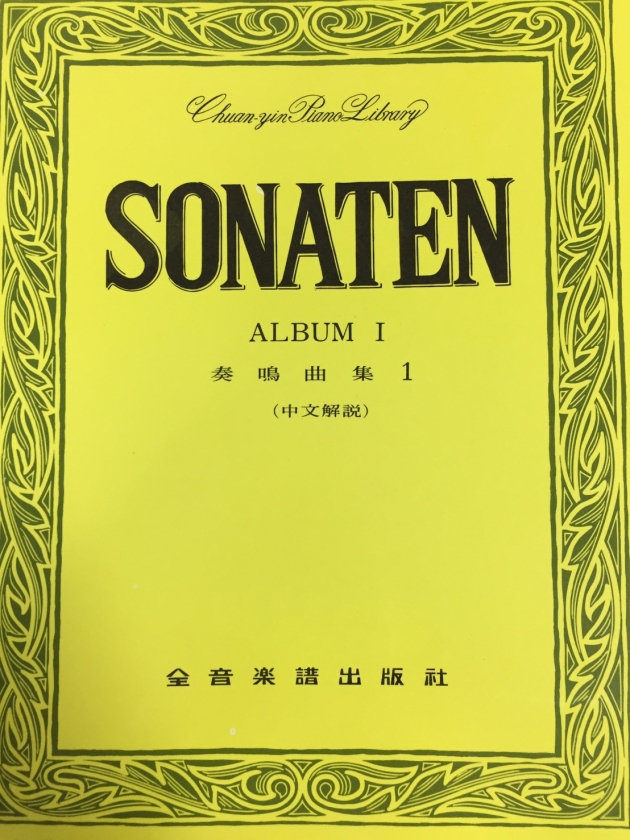 Chuan-yin Piano Library
SONATEN
ALBUM I
奏鳴曲集 1
（中文解説）
全音楽譜出版社